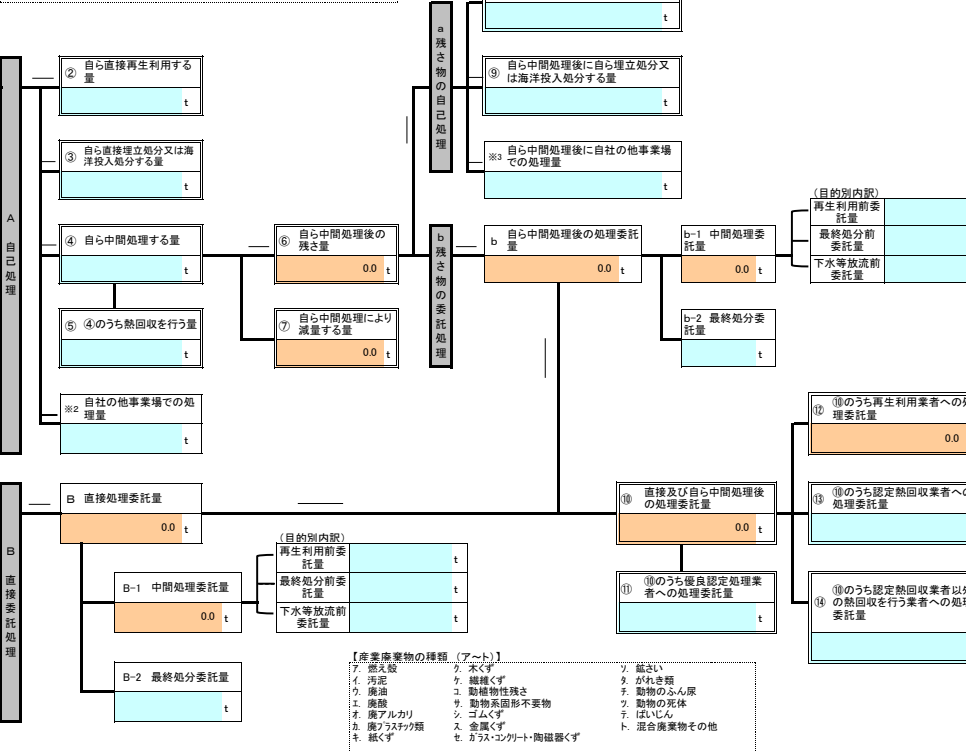 t
a
残
さ
物
の
自
己
処
理
⑨ 自ら中間処理後に自ら埋立処分又
は海洋投入処分する量
t
※3 自ら中間処理後に自社の他事業場
での処理量
t
② 自ら直接再生利用する
量
t
③ 自ら直接埋立処分又は海
洋投入処分する量
t
A
自
己
処
理
④ 自ら中間処理する量
t
⑤ ④のうち熱回収を行う量
t
※2 自社の他事業場での処
理量
t
⑥ 自ら中間処理後の
残さ量
0.0 t
⑦ 自ら中間処理により
減量する量
0.0 t
b
残
さ
物
の
委
託
処
理
b 自ら中間処理後の処理委託
量
0.0 t
b-1 中間処理委
託量
0.0 t
b-2 最終処分委
託量
t
(目的別内訳)
再生利用前委
託量
最終処分前
委託量
下水等放流前
委託量
B
直
接
委
託
処
理
B 直接処理委託量
0.0 t
B-1 中間処理委託量
0.0 t
B-2 最終処分委託量
t
(目的別内訳)
再生利用前委
託量
t
最終処分前委
託量
t
下水等放流前
委託量
t
⑩ 直接及び自ら中間処理後
の処理委託量
0.0 t
⑪ ⑩のうち優良認定処理業
者への処理委託量
t
⑫ ⑩のうち再生利用業者への処
理委託量
0.0
⑬ ⑩のうち認定熱回収業者への
処理委託量
⑭ ⑩のうち認定熱回収業者以外
の熱回収を行う業者への処理
委託量
【産業廃棄物の種類 (ア～ト)】
ア. 燃え殻
イ. 汚泥
ウ. 廃油
エ. 廃酸
オ. 廃アルカリ
カ. 廃プラスチック類
キ. 紙くず
ク. 木くず
ケ. 繊維くず
コ. 動植物性残さ
サ. 動物系固形不要物
シ. ゴムくず
ス. 金属くず
セ. ガラス・コンクリート・陶磁器くず
ソ. 鉱さい
タ. がれき類
チ. 動物のふん尿
ツ. 動物の死体
テ. ばいじん
ト. 混合廃棄物その他